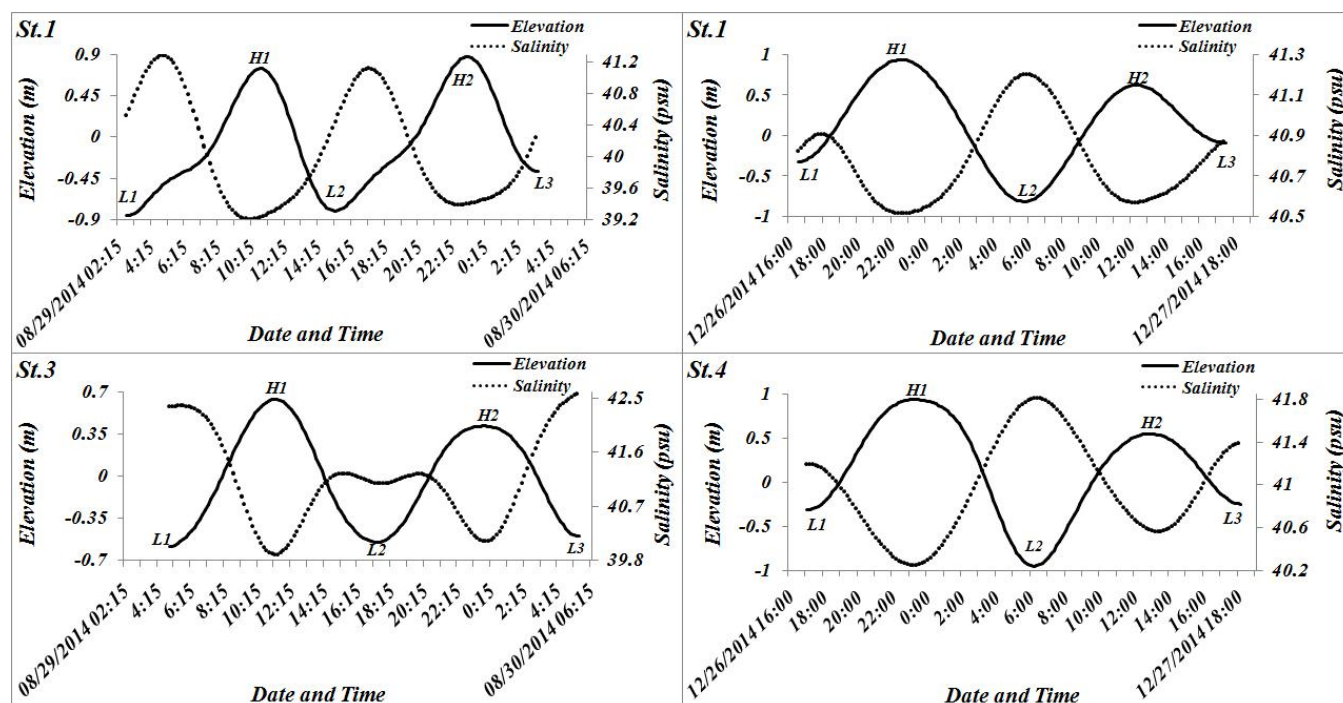 St.1
Elevation
Salinity
0.9
0.45
0
-0.45
-0.9
Elevation (m)
41.2
40.8
40.4
40
39.6
39.2
Salinity (psu)
H1
H2
L1
L2
L3
08/29/2014 02:15
4:15
6:15
8:15
10:15
12:15
14:15
16:15
18:15
20:15
22:15
0:15
2:15
4:15
08/30/2014 06:15
Date and Time
St.1
Elevation
Salinity
1
0.5
0
-0.5
-1
Elevation (m)
41.3
41.1
40.9
40.7
40.5
Salinity (psu)
H1
H2
L1
L2
L3
12/26/2014 16:00
18:00
20:00
22:00
0:00
2:00
4:00
6:00
8:00
10:00
12:00
14:00
16:00
12/27/2014 18:00
Date and Time
St.3
Elevation
Salinity
0.7
0.35
0
-0.35
-0.7
Elevation (m)
42.5
41.6
40.7
39.8
Salinity (psu)
H1
H2
L1
L2
L3
08/29/2014 02:15
4:15
6:15
8:15
10:15
12:15
14:15
16:15
18:15
20:15
22:15
0:15
2:15
4:15
08/30/2014 06:15
Date and Time
St.4
Elevation
Salinity
1
0.5
0
-0.5
-1
Elevation (m)
41.8
41.4
41
40.6
40.2
Salinity (psu)
H1
H2
L1
L2
L3
12/26/2014 16:00
18:00
20:00
22:00
0:00
2:00
4:00
6:00
8:00
10:00
12:00
14:00
16:00
12/27/2014 18:00
Date and Time